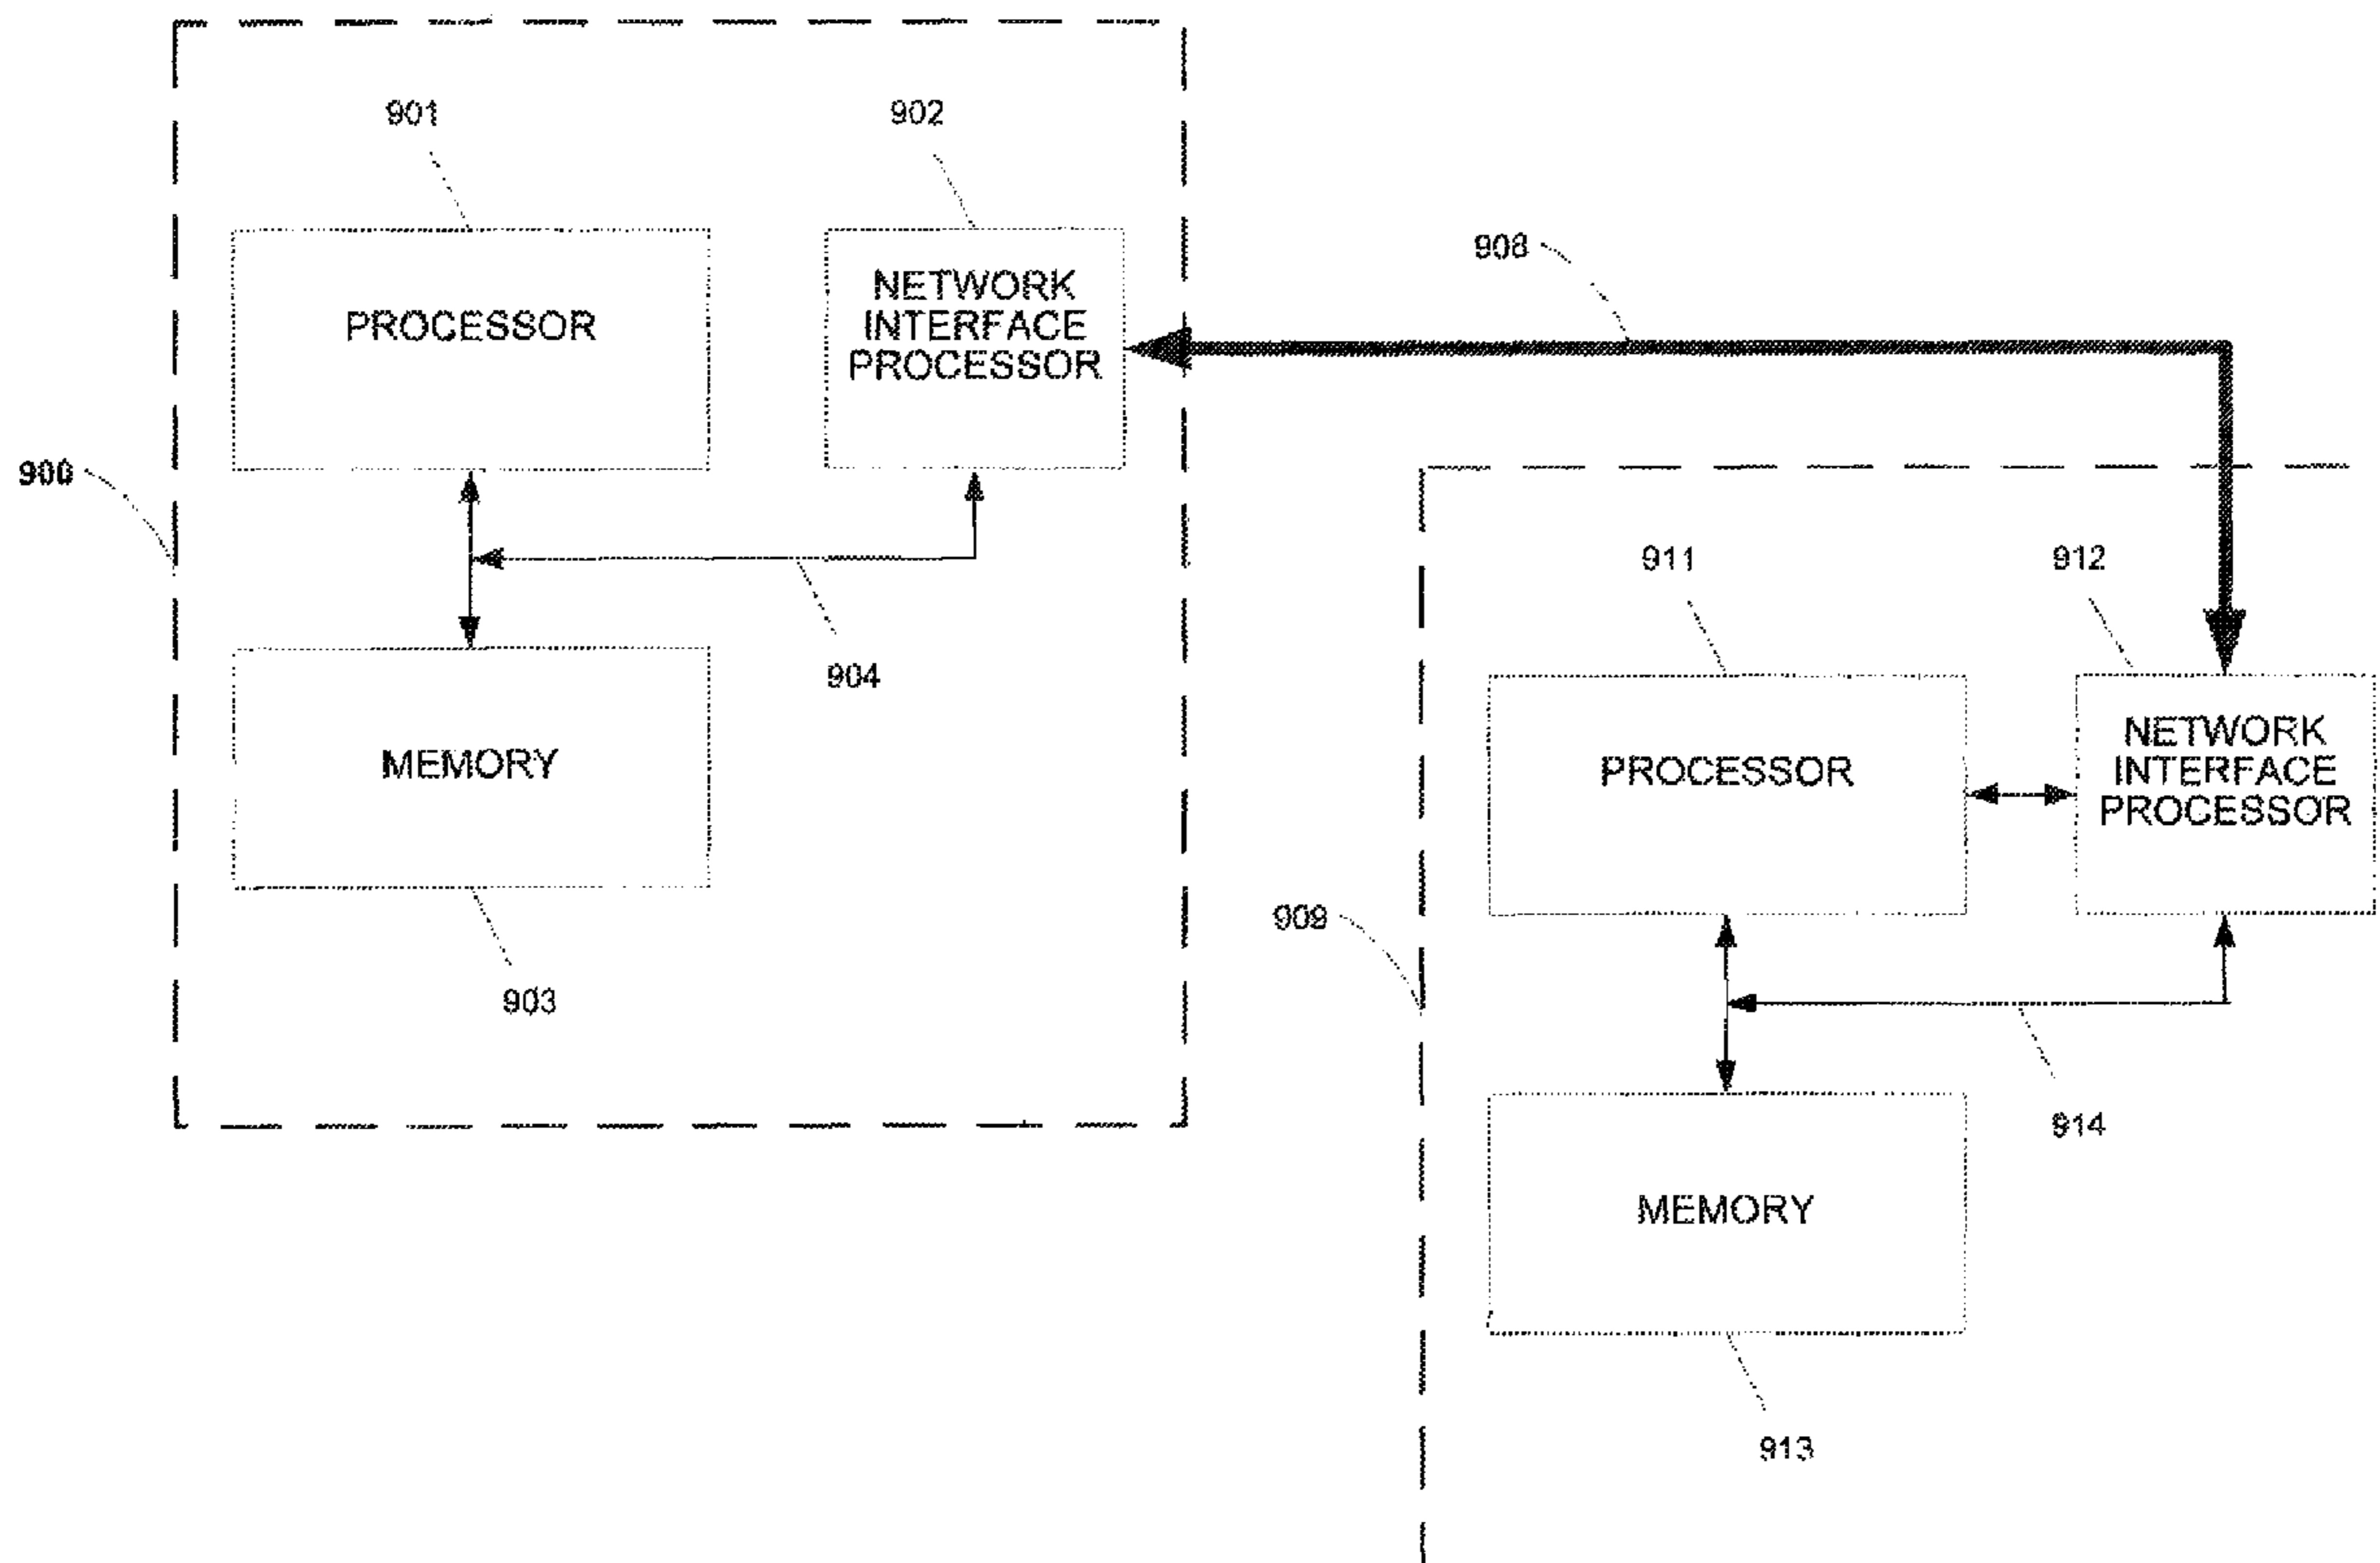 901
902
PROCESSOR
NETWORK
INTERFACE
PROCESSOR
908
900
904
MEMORY
903
911
912
PROCESSOR
NETWORK
INTERFACE
PROCESSOR
909
914
MEMORY
913